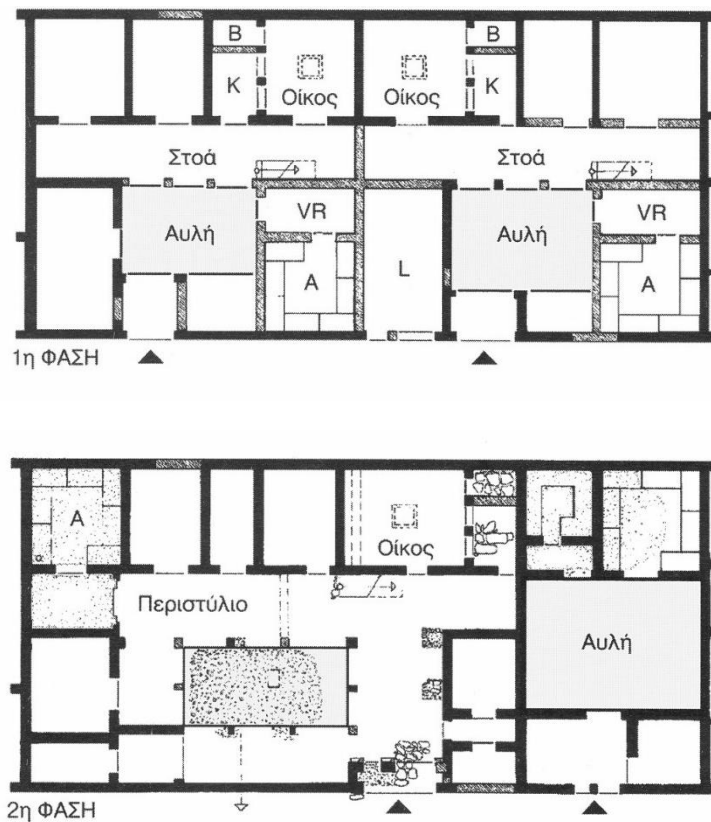 B B
K Οίκος Οίκος K
Στοά Στοά
VR VR
Αυλή Αυλή
A L A
1η ΦΑΣΗ
A
Οίκος
Περιστύλιο
Αυλή
2η ΦΑΣΗ